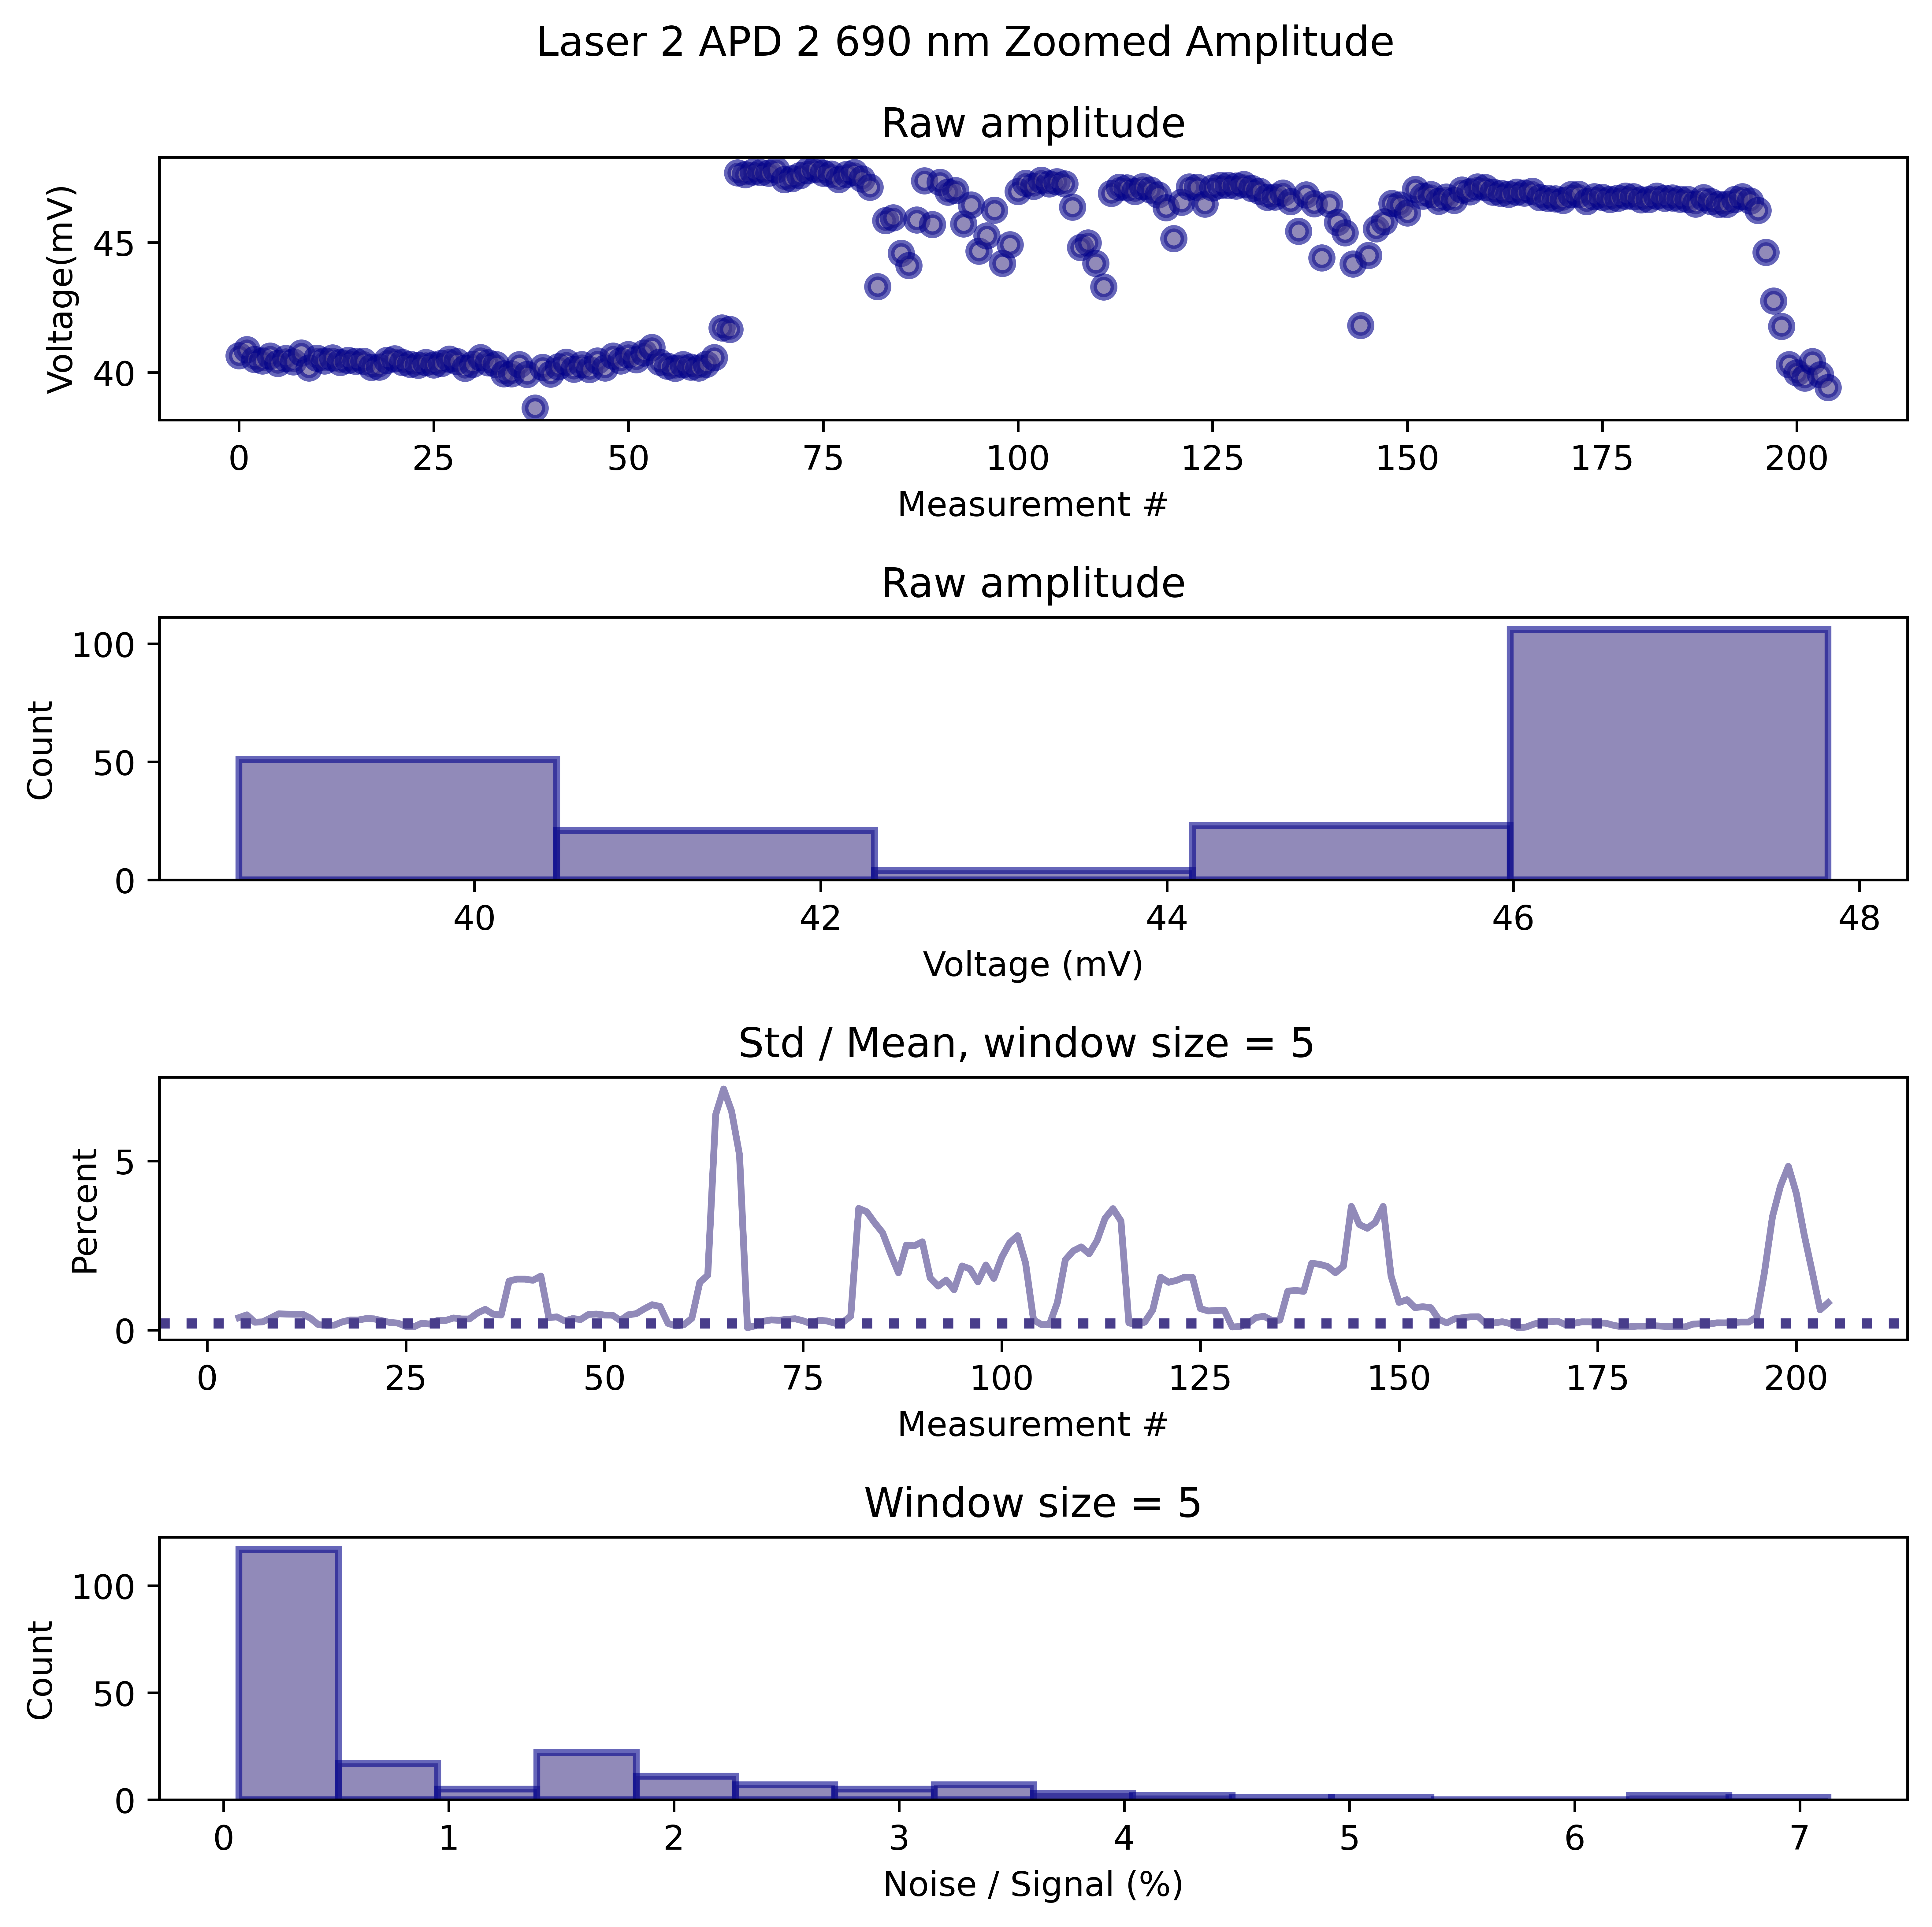 Laser 2 APD 2 690 nm Zoomed Amplitude
Raw amplitude
Voltage(mV)
45
40
0 25 50 75 100 125 150 175 200
Measurement #
Raw amplitude
Count
100
50
0
40 42 44 46 48
Voltage (mV)
Std / Mean, window size = 5
Percent
5
0
0 25 50 75 100 125 150 175 200
Measurement #
Window size = 5
Count
100
50
0
0 1 2 3 4 5 6 7
Noise / Signal (%)